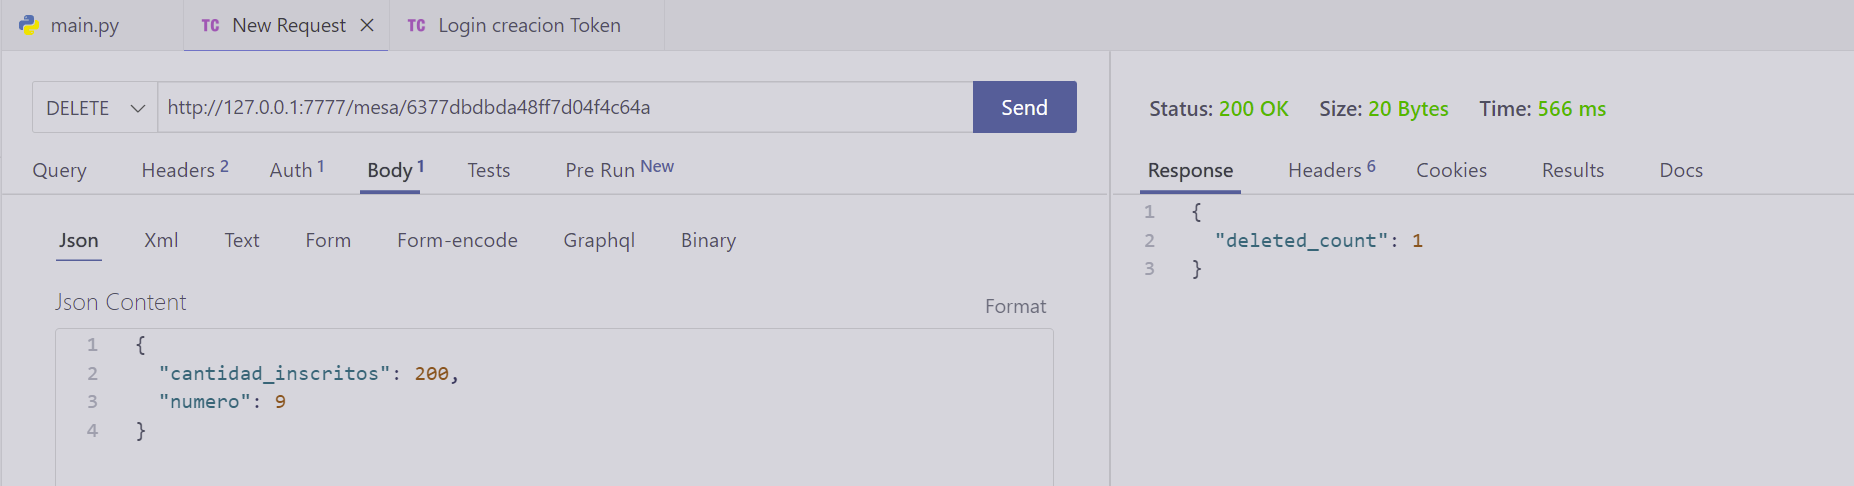 main.py TC New Request TC Login creacion Token
DELETE http://127.0.0.1:7777/mesa/6377dbdbda48ff7d04f4c64a Send
Query Headers 2 Auth 1 Body 1 Tests Pre Run New
Json Xml Text Form Form-encode Graphql Binary
Json Content
Format
1 {
2 "cantidad_inscritos": 200,
3 "numero": 9
4 }
Status: 200 OK Size: 20 Bytes Time: 566 ms
Response Headers 6 Cookies Results Docs
1 {
2 "deleted_count": 1
3 }